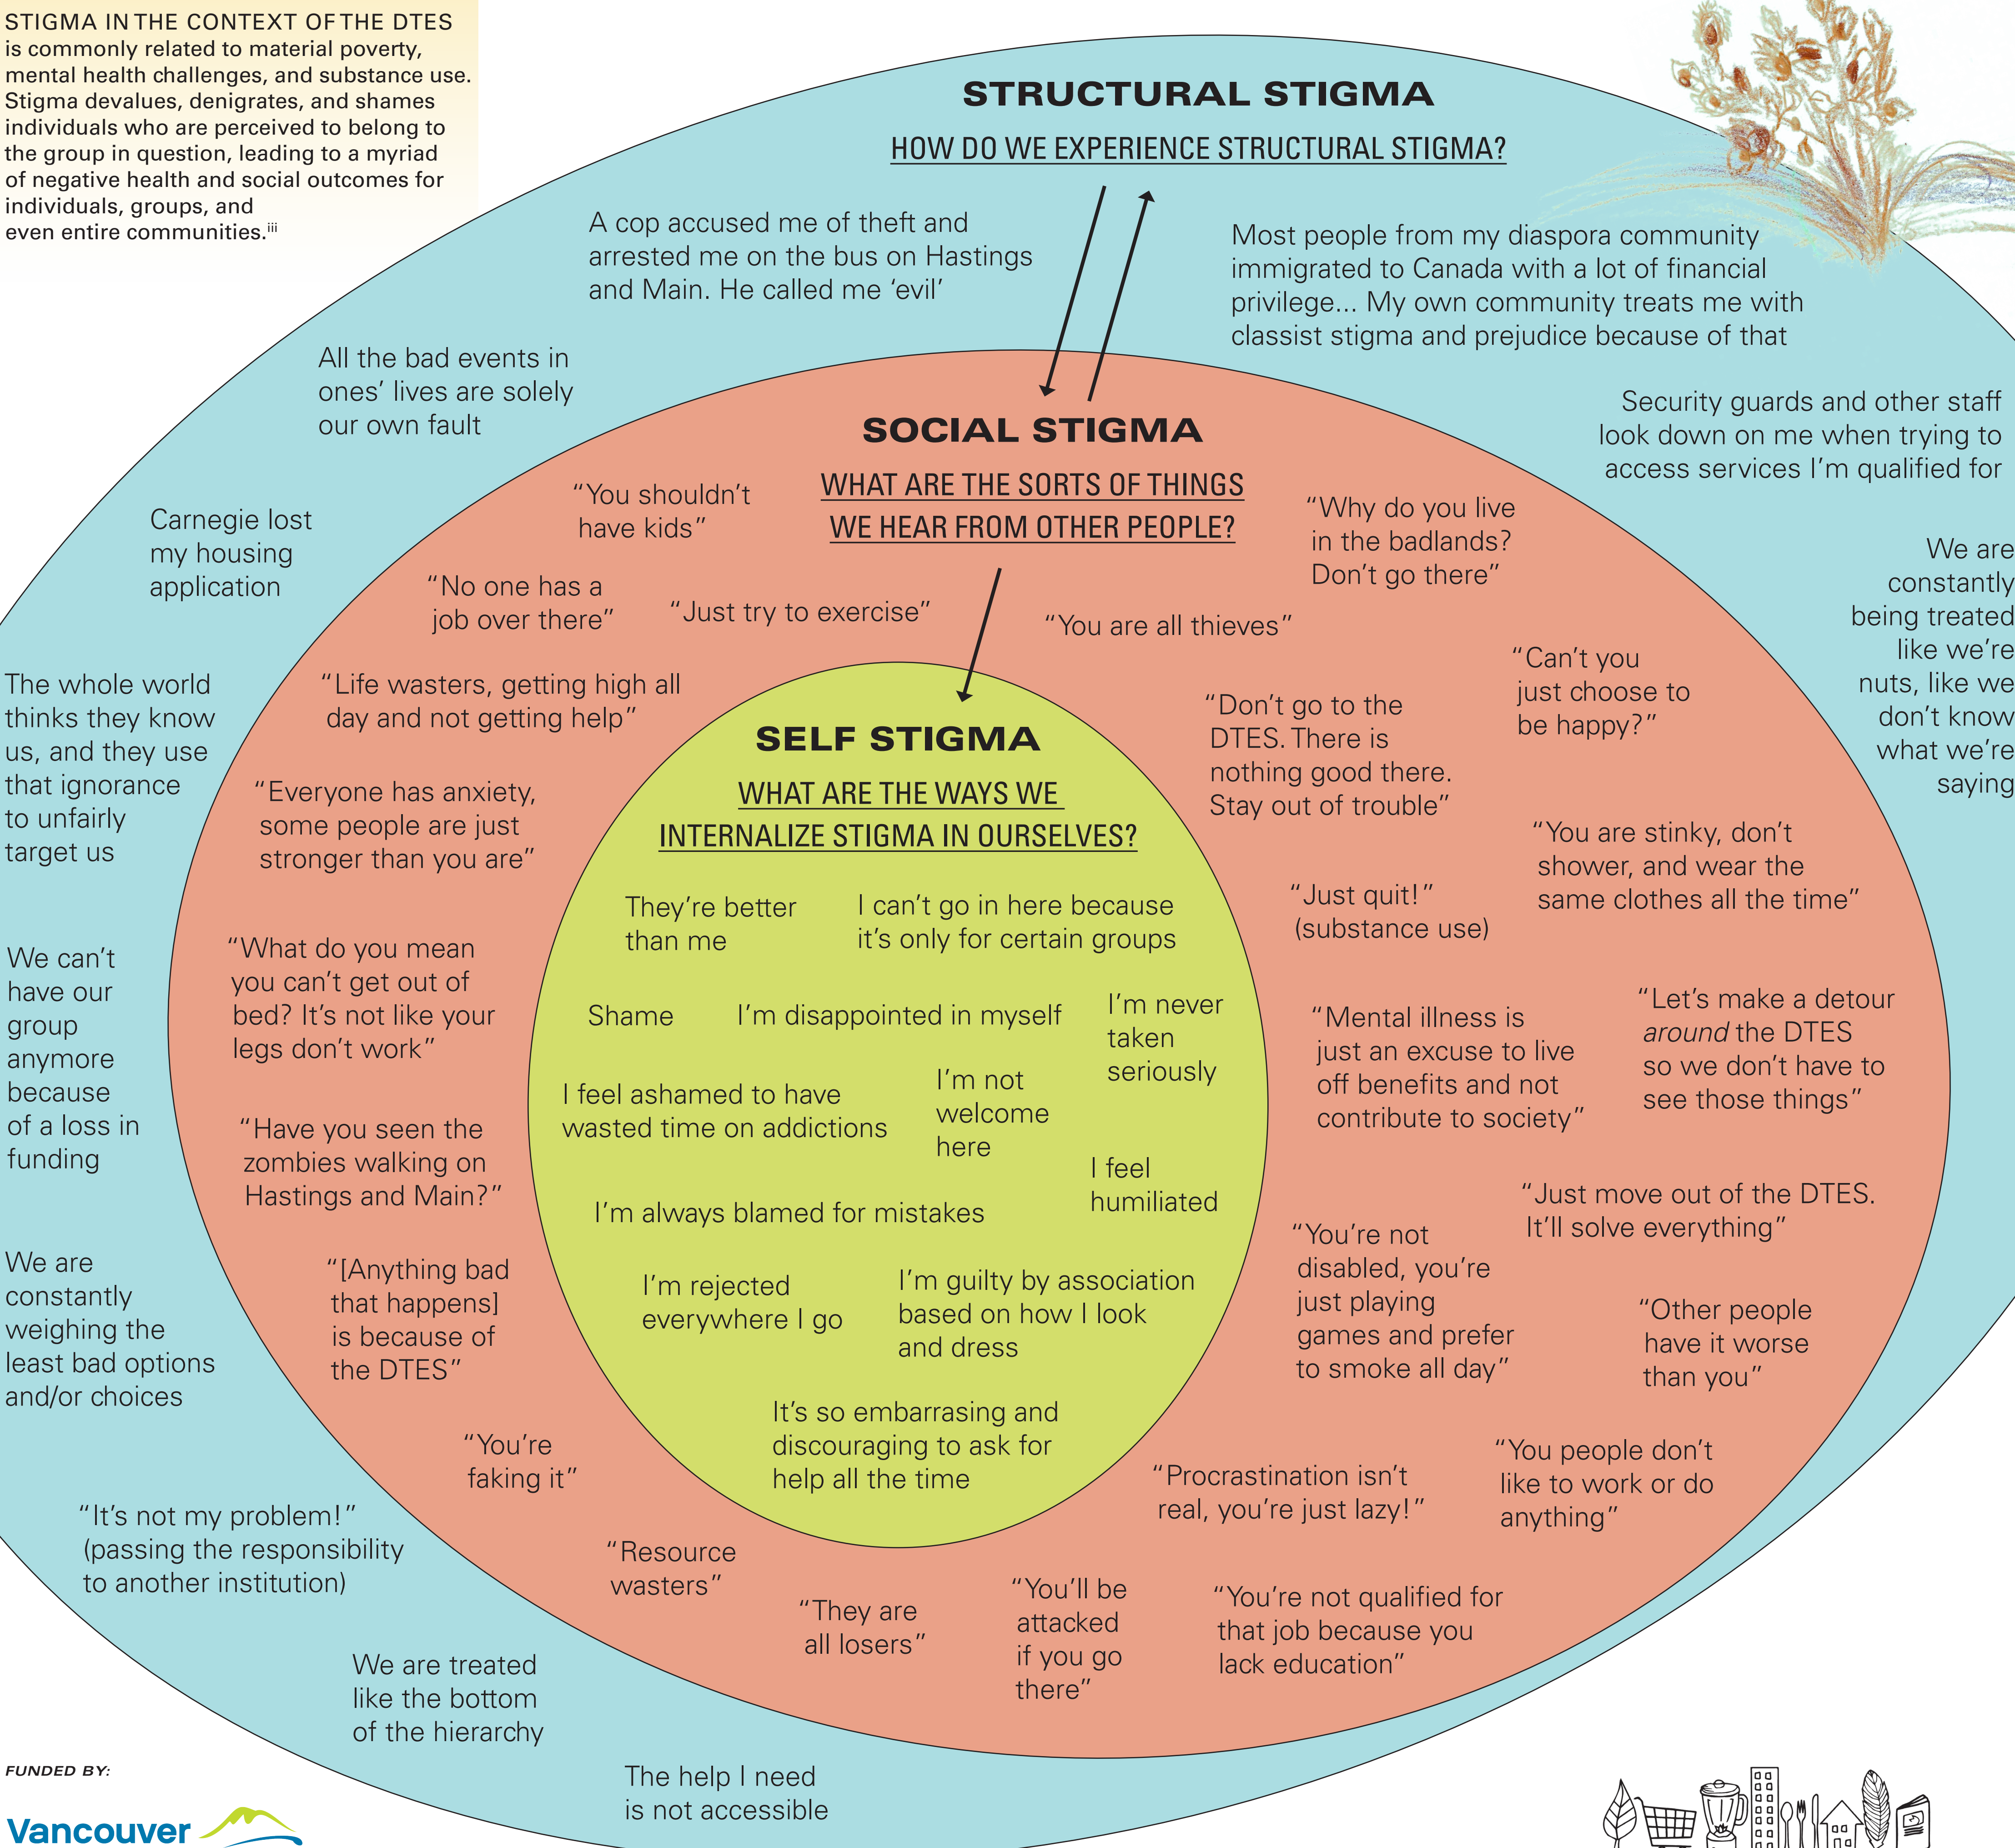 STIGMA IN THE CONTEXT OF THE DTES
is commonly related to material poverty,
mental health challenges, and substance use.
Stigma devalues, denigrates, and shames
individuals who are perceived to belong to
the group in question, leading to a myriad
of negative health and social outcomes for
individuals, groups, and
even entire communities.iii
STRUCTURAL STIGMA
HOW DO WE EXPERIENCE STRUCTURAL STIGMA?
A cop accused me of theft and
arrested me on the bus on Hastings
and Main. He called me ‘evil’
Most people from my diaspora community
immigrated to Canada with a lot of financial
privilege... My own community treats me with
classist stigma and prejudice because of that
All the bad events in
ones’ lives are solely
our own fault
Security guards and other staff
look down on me when trying to
access services I’m qualified for
Carnegie lost
my housing
application
We are
constantly
being treated
like we’re
nuts, like we
don’t know
what we’re
saying
The whole world
thinks they know
us, and they use
that ignorance
to unfairly
target us
We can’t
have our
group
anymore
because
of a loss in
funding
We are
constantly
weighing the
least bad options
and/or choices
“It’s not my problem!”
(passing the responsibility
to another institution)
We are treated
like the bottom
of the hierarchy
The help I need
is not accessible
SOCIAL STIGMA
WHAT ARE THE SORTS OF THINGS
WE HEAR FROM OTHER PEOPLE?
“You shouldn’t
have kids”
“Why do you live
in the badlands?
Don’t go there”
“No one has a
job over there”
“Just try to exercise”
“You are all thieves”
“Can’t you
just choose to
be happy?”
“Life wasters, getting high all
day and not getting help”
“Don’t go to the
DTES. There is
nothing good there.
Stay out of trouble”
“Everyone has anxiety,
some people are just
stronger than you are”
“You are stinky, don’t
shower, and wear the
same clothes all the time”
“Just quit!”
(substance use)
“What do you mean
you can’t get out of
bed? It’s not like your
legs don’t work”
“Mental illness is
just an excuse to live
off benefits and not
contribute to society”
“Let’s make a detour
around the DTES
so we don’t have to
see those things”
“Have you seen the
zombies walking on
Hastings and Main?”
“Just move out of the DTES.
It’ll solve everything”
“You’re not
disabled, you’re
just playing
games and prefer
to smoke all day”
“[Anything bad
that happens]
is because of
the DTES”
“Other people
have it worse
than you”
“You’re
faking it”
“Procrastination isn’t
real, you’re just lazy!”
“You people don’t
like to work or do
anything”
“Resource
wasters”
“They are
all losers”
“You’ll be
attacked
if you go
there”
“You’re not qualified for
that job because you
lack education”
SELF STIGMA
WHAT ARE THE WAYS WE
INTERNALIZE STIGMA IN OURSELVES?
They’re better
than me
I can’t go in here because
it’s only for certain groups
Shame
I’m disappointed in myself
I’m never
taken
seriously
I feel ashamed to have
wasted time on addictions
I’m not
welcome
here
I feel
humiliated
I’m always blamed for mistakes
I’m rejected
everywhere I go
I’m guilty by association
based on how I look
and dress
It’s so embarrasing and
discouraging to ask for
help all the time
FUNDED BY:
Vancouver